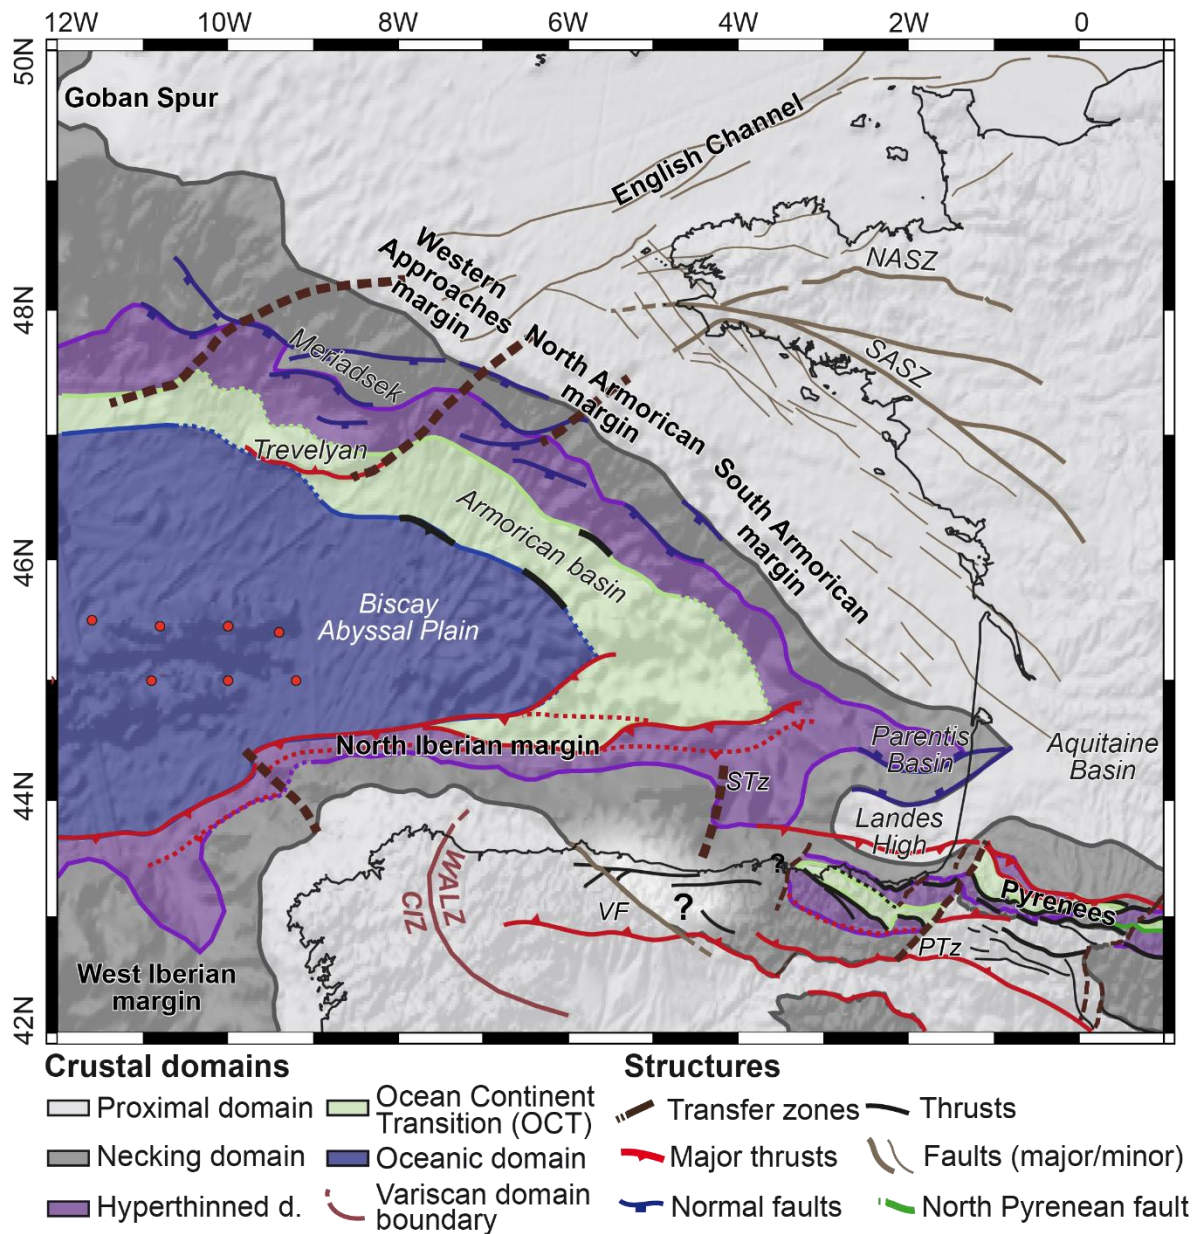 12W 10W 8W 6W 4W 2W 0
50N
48N
46N
44N
42N
Goban Spur
English Channel
Western
Approaches
margin
NASZ
SASZ
North Armorican
margin
Meriadsek
Trevelyan
South Armorican
margin
Armorican basin
Biscay
Abyssal Plain
North Iberian margin
STz
Parentis
Basin
Aquitaine
Basin
Landes
High
WALZ
CIZ
VF
?
?
Pyrenees
PTz
West Iberian
margin
Crustal domains
Proximal domain
Necking domain
Hyperthinned d.
Ocean Continent
Transition (OCT)
Oceanic domain
Variscan domain
boundary
Structures
Transfer zones
Major thrusts
Normal faults
Thrusts
Faults (major/minor)
North Pyrenean fault